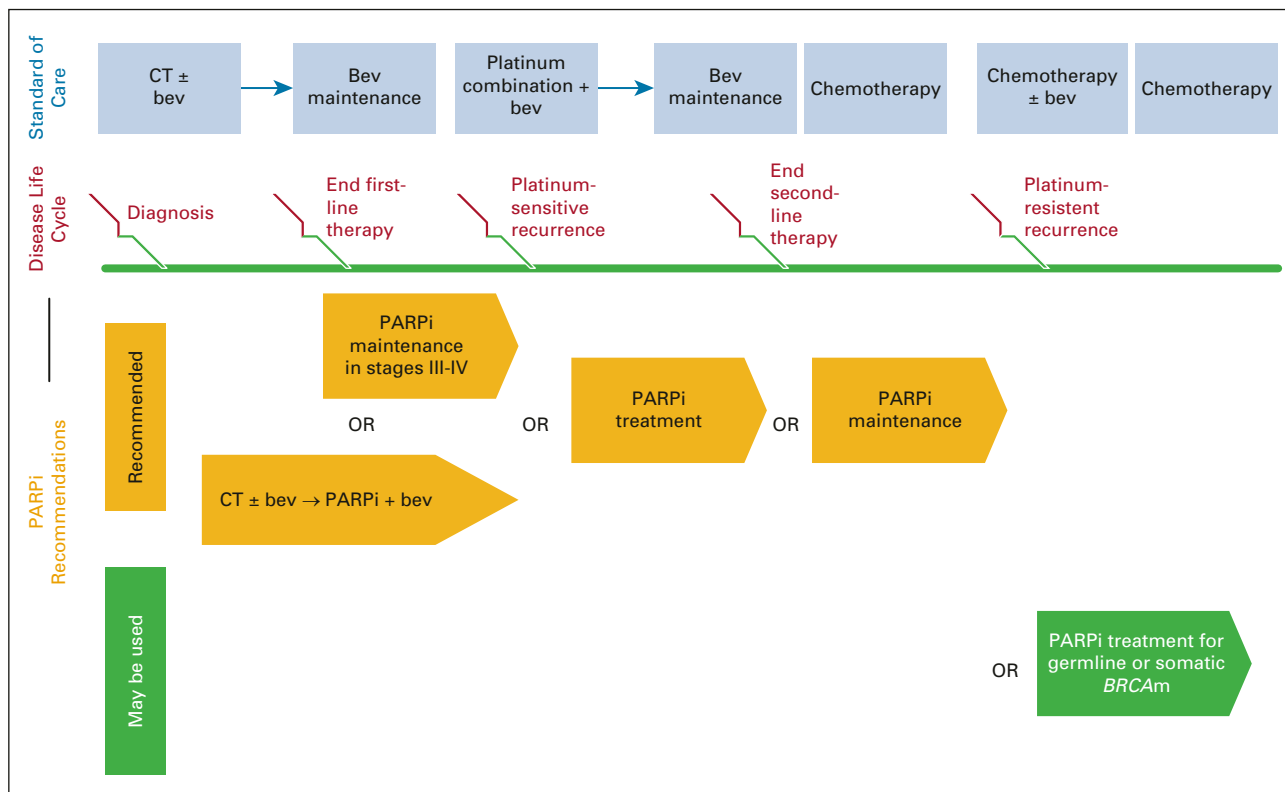 Standard of
Care
CT ±
bev
Bev
maintenance
Platinum
combination +
bev
Bev
maintenance
Chemotherapy
Chemotherapy
± bev
Chemotherapy
Disease Life
Cycle
Diagnosis
End first-
line
therapy
Platinum-
sensitive
recurrence
End
second-
line
therapy
Platinum-
resistent
recurrence
PARPi
Recommendations
Recommended
PARPi
maintenance
in stages III-IV
OR
CT ± bev → PARPi + bev
OR
PARPi
treatment
OR
PARPi
maintenance
May be used
OR
PARPi treatment for
germline or somatic
BRCAm